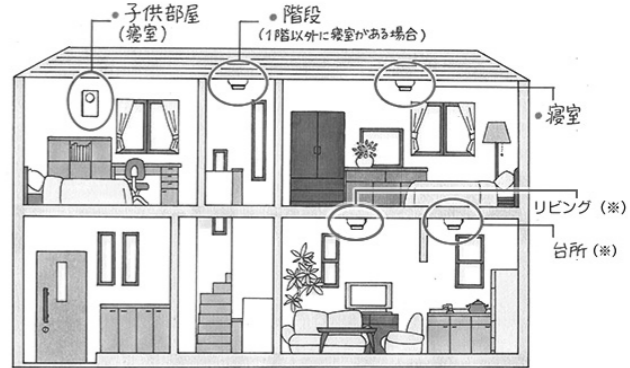 ● 子供部屋
(寝室)
● 階段
(1階以外に寝室がある場合)
● 寝室
リビング (※)
台所 (※)